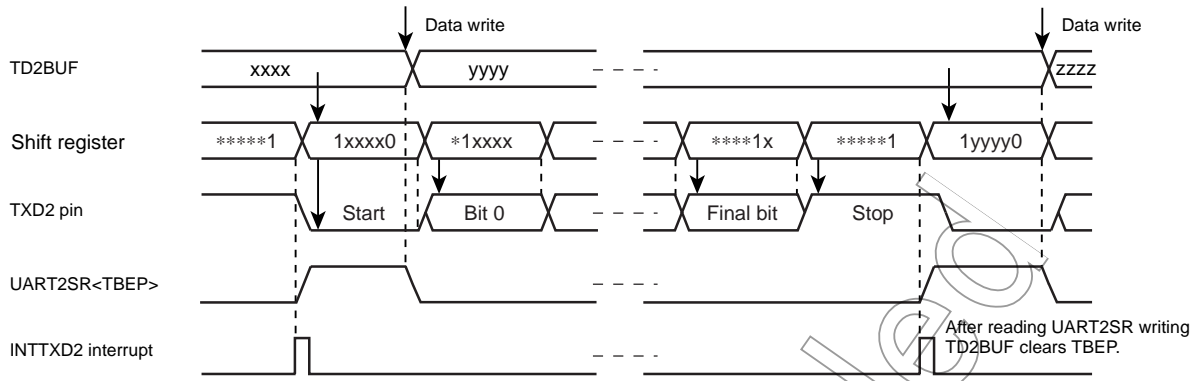 Data write
Data write
TD2BUF
xxxx
yyyy
zzzz
Shift register
*****1
1xxxx0
*1xxxx
****1x
*****1
1yyyy0
TXD2 pin
Start
Bit 0
Final bit
Stop
UART2SR<TBEP>
INTTXD2 interrupt
After reading UART2SR writing
TD2BUF clears TBEP.